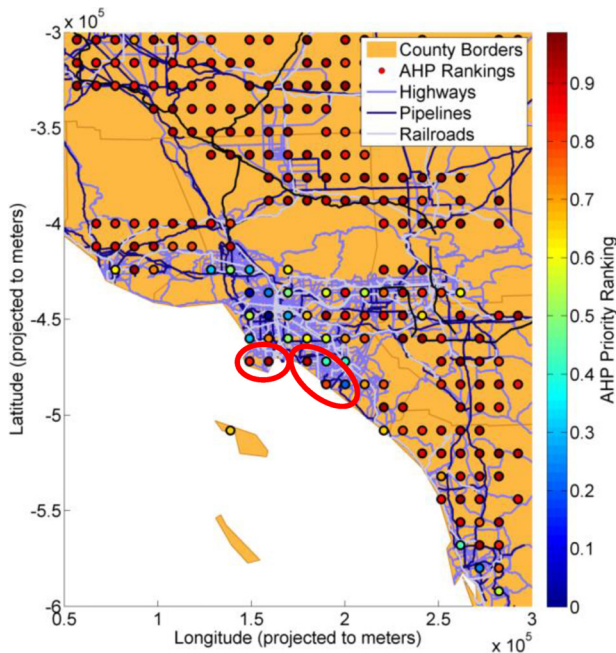 x 10^5
-3
-3.5
-4
-4.5
-5
-5.5
-6
Latitude (projected to meters)
County Borders
AHP Rankings
Highways
Pipelines
Railroads
0.5
1
1.5
2
2.5
3
Longitude (projected to meters)
x 10^5
0.9
0.8
0.7
0.6
0.5
0.4
0.3
0.2
0.1
0
AHP Priority Ranking